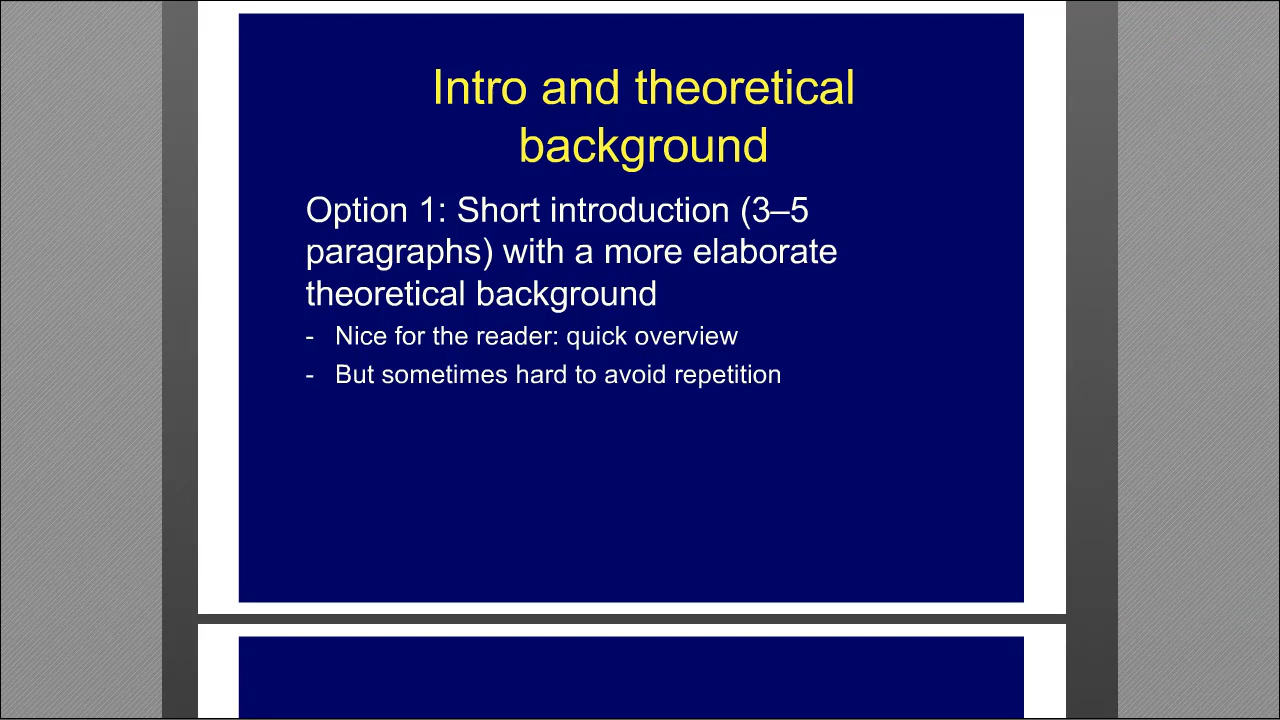 Intro and theoretical
background
Option 1: Short introduction (3–5
paragraphs) with a more elaborate
theoretical background
- Nice for the reader: quick overview
- But sometimes hard to avoid repetition